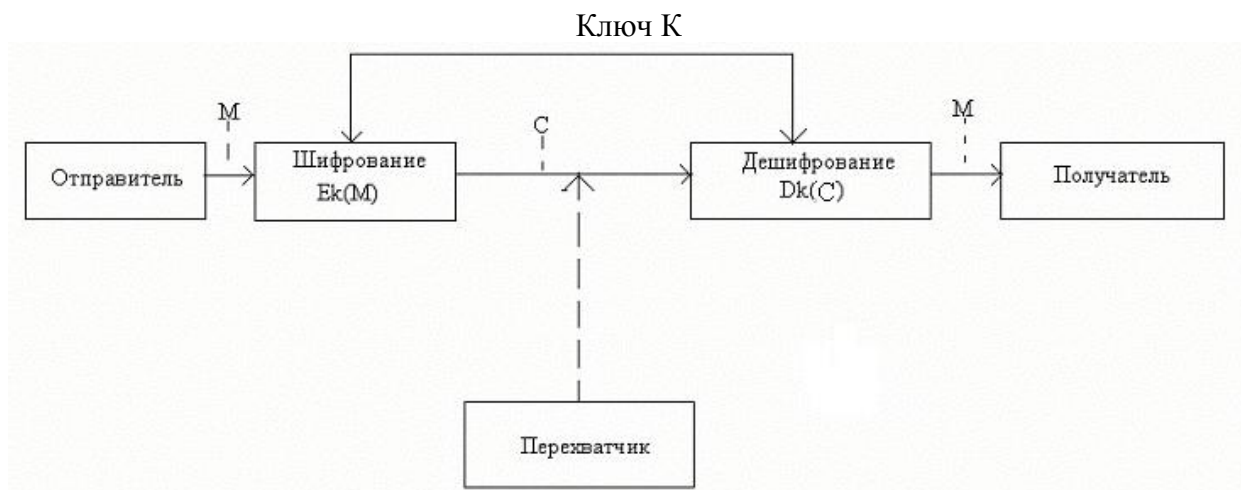 Ключ К
М
С
М
Отправитель
Шифрование
Ek(M)
Дешифрование
Dk(C)
Получатель
Перехватчик